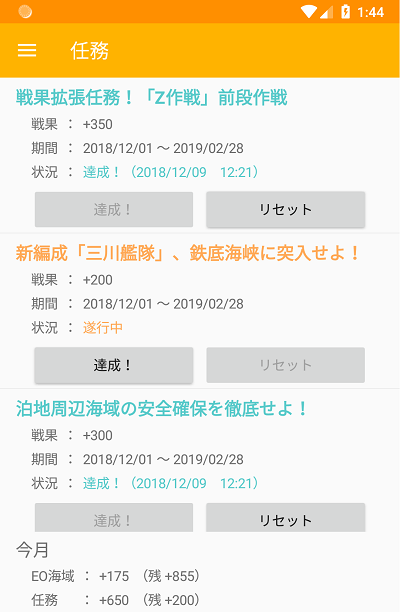 1:44
任務
戦果拡張任務！「Z作戦」前段作戦
戦果 ： +350
期間 ： 2018/12/01 ～ 2019/02/28
状況 ： 達成！（2018/12/09　12:21）
達成！ リセット
新編成「三川艦隊」、鉄底海峡に突入せよ！
戦果 ： +200
期間 ： 2018/12/01 ～ 2019/02/28
状況 ： 遂行中
達成！ リセット
泊地周辺海域の安全確保を徹底せよ！
戦果 ： +300
期間 ： 2018/12/01 ～ 2019/02/28
状況 ： 達成！（2018/12/09　12:21）
達成！ リセット
今月
EO海域 ： +175 （残 +855）
任務 ： +650 （残 +200）